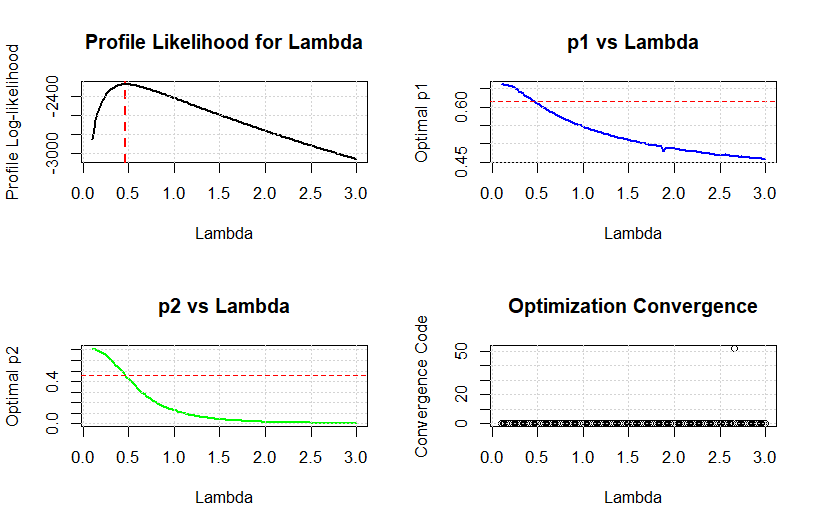 Profile Likelihood for Lambda
Profile Log-likelihood
-2400
-3000
0.0 0.5 1.0 1.5 2.0 2.5 3.0
Lambda
p1 vs Lambda
Optimal p1
0.60
0.45
0.0 0.5 1.0 1.5 2.0 2.5 3.0
Lambda
p2 vs Lambda
Optimal p2
0.4
0.0
0.0 0.5 1.0 1.5 2.0 2.5 3.0
Lambda
Optimization Convergence
Convergence Code
50
20
0
0.0 0.5 1.0 1.5 2.0 2.5 3.0
Lambda